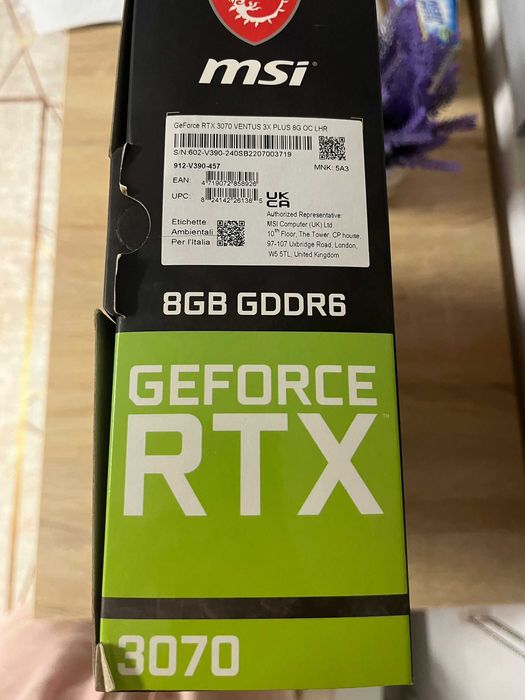 msi
GeForce RTX 3070 VENTUS 3X PLUS 8G OC LHR
S/N:602-V390-240SB2207003719
912-V390-457
MNK: 5A3
EAN:
4 719072 858926
UPC:
8 24142 26138 5
UK
CA
Etichette
Ambientali
Per l'Italia
Authorized Representative:
MSI Computer (UK) Ltd
10th Floor, The Tower, CP house,
97-107 Uxbridge Road, London,
W5 5TL, United Kingdom
8GB GDDR6
GEFORCE
RTX™
3070